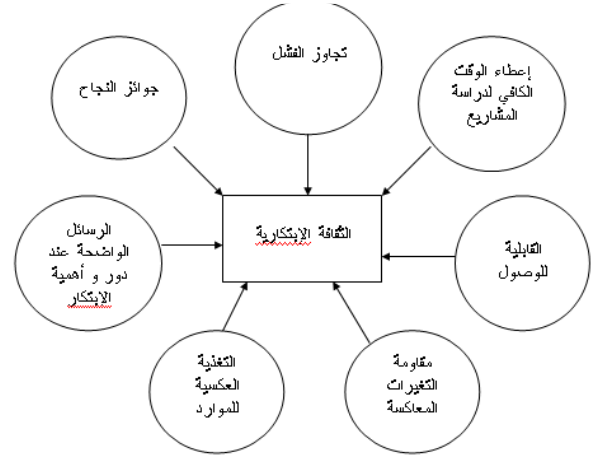 تجاوز الفشل
إعطاء الوقت
الكافي لدراسة
المشاريع
جوائز النجاح
الثقافة الإبتكارية
الرسائل
الواضحة عند
دور و أهمية
الإبتكار
القابلية
للوصول
التغذية
العكسية
للموارد
مقاومة
التغيرات
المعاكسة